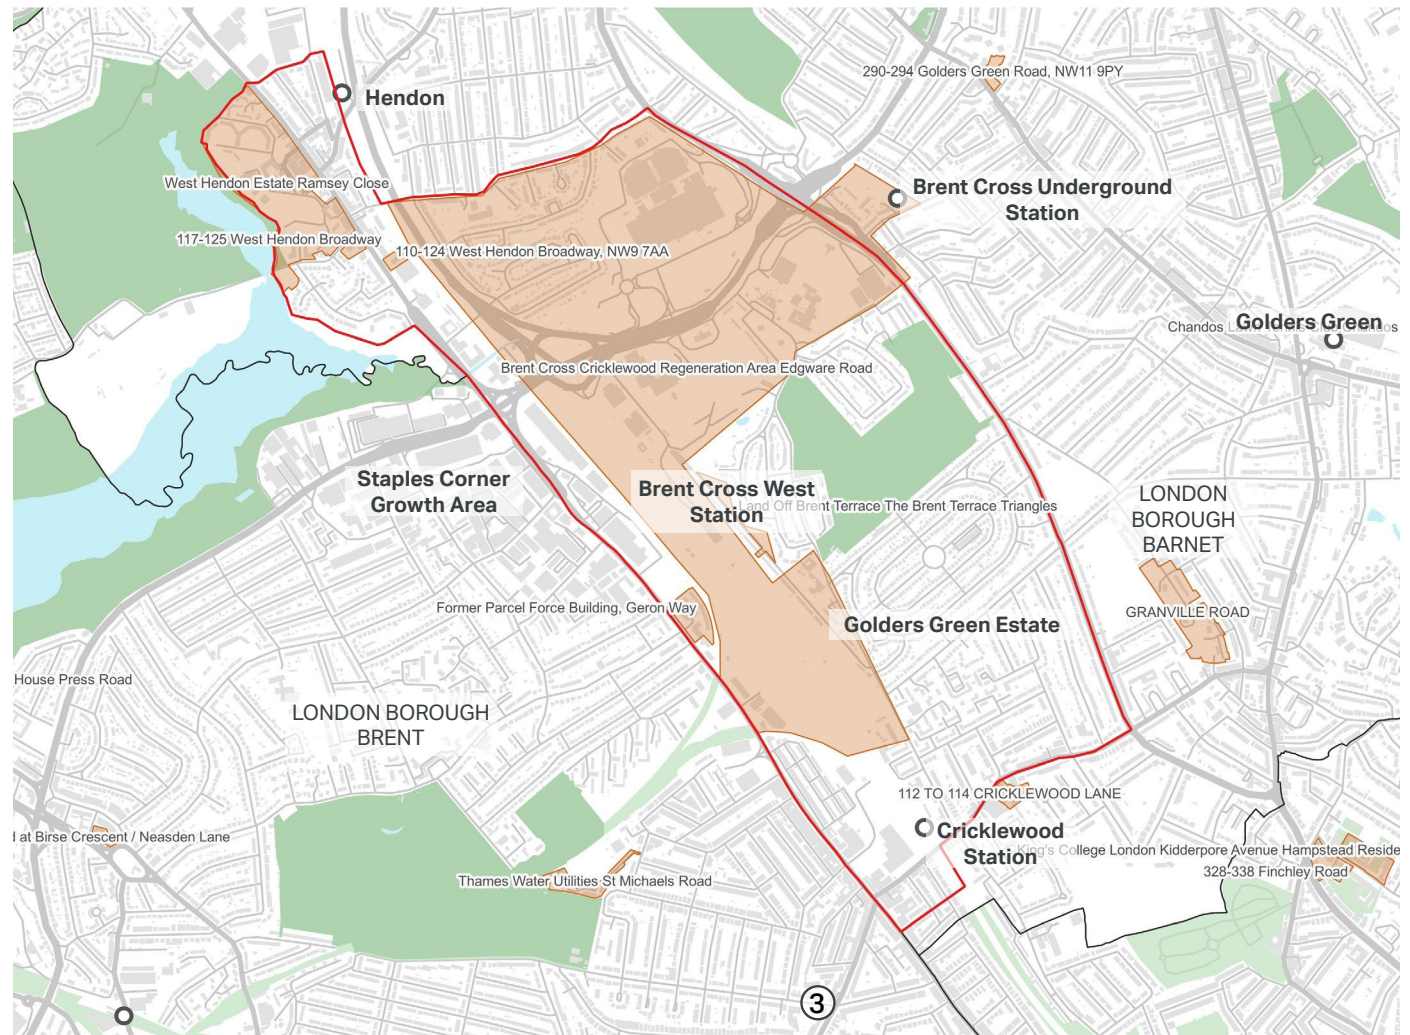 290-294 Golders Green Road, NW11 9PY
Hendon
West Hendon Estate Ramsey Close
Brent Cross Underground
Station
117-125 West Hendon Broadway
110-124 West Hendon Broadway, NW9 7AA
Golders Green
Chandos
Brent Cross Cricklewood Regeneration Area Edgware Road
Staples Corner
Growth Area
Brent Cross West
Station
Land Off Brent Terrace The Brent Terrace Triangles
LONDON
BOROUGH
BARNET
Former Parcel Force Building, Geron Way
GRANVILLE ROAD
Golders Green Estate
House Press Road
LONDON BOROUGH
BRENT
112 TO 114 CRICKLEWOOD LANE
d at Birse Crescent / Neasden Lane
Cricklewood
Station
King's College London Kidderpore Avenue Hampstead Reside
328-338 Finchley Road
Thames Water Utilities St Michaels Road
3